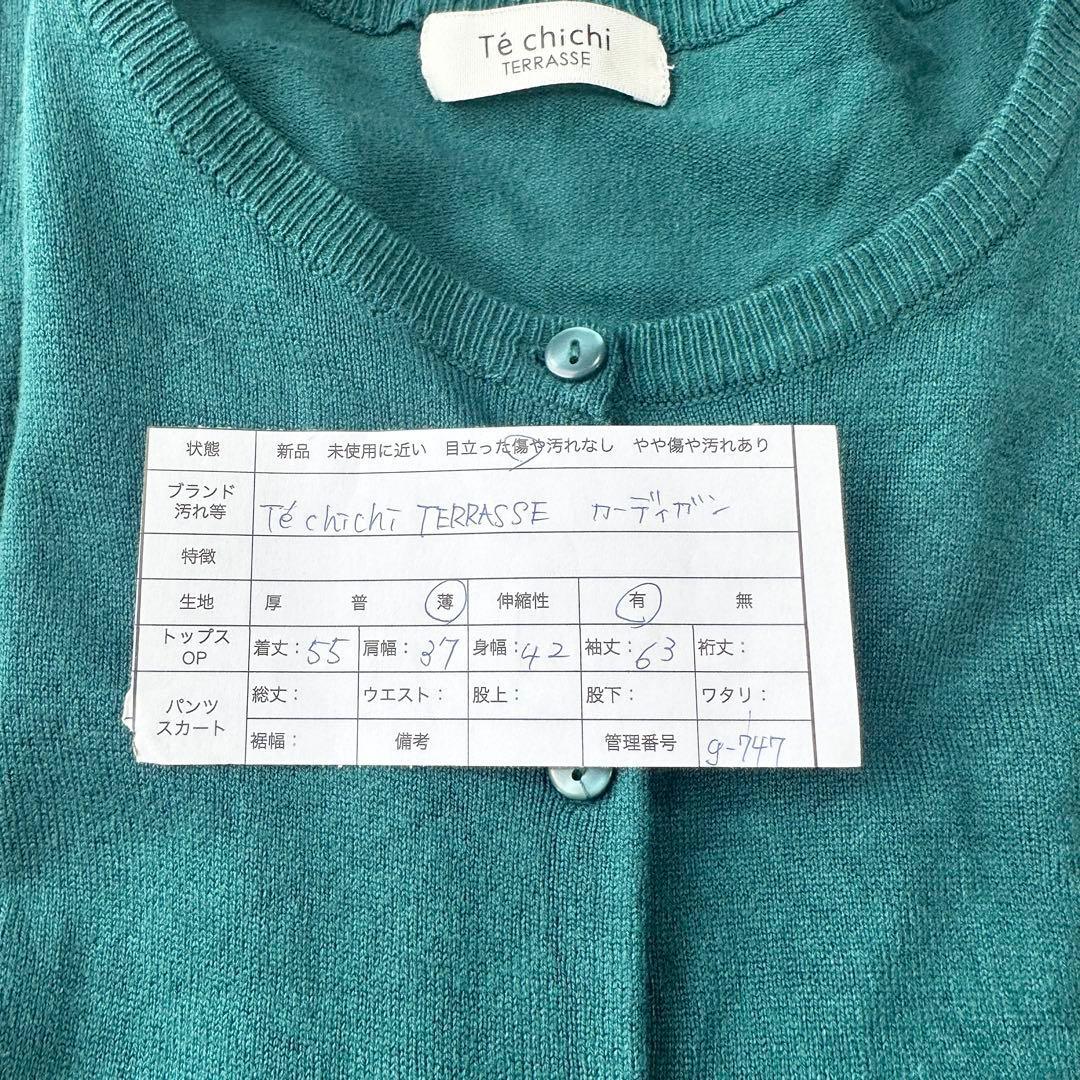 Té chichi
TERRASSE
状態 新品 未使用に近い 目立った傷や汚れなし やや傷や汚れあり
ブランド
汚れ等 Té chichi TERRASSE カーディガン
特徴
生地 厚 普 薄 伸縮性 有 無
トップス
OP 着丈：55 肩幅：37 身幅：42 袖丈：63 裄丈：
パンツ
スカート 総丈： ウエスト： 股上： 股下： ワタリ：
裾幅： 備考 管理番号 g-747